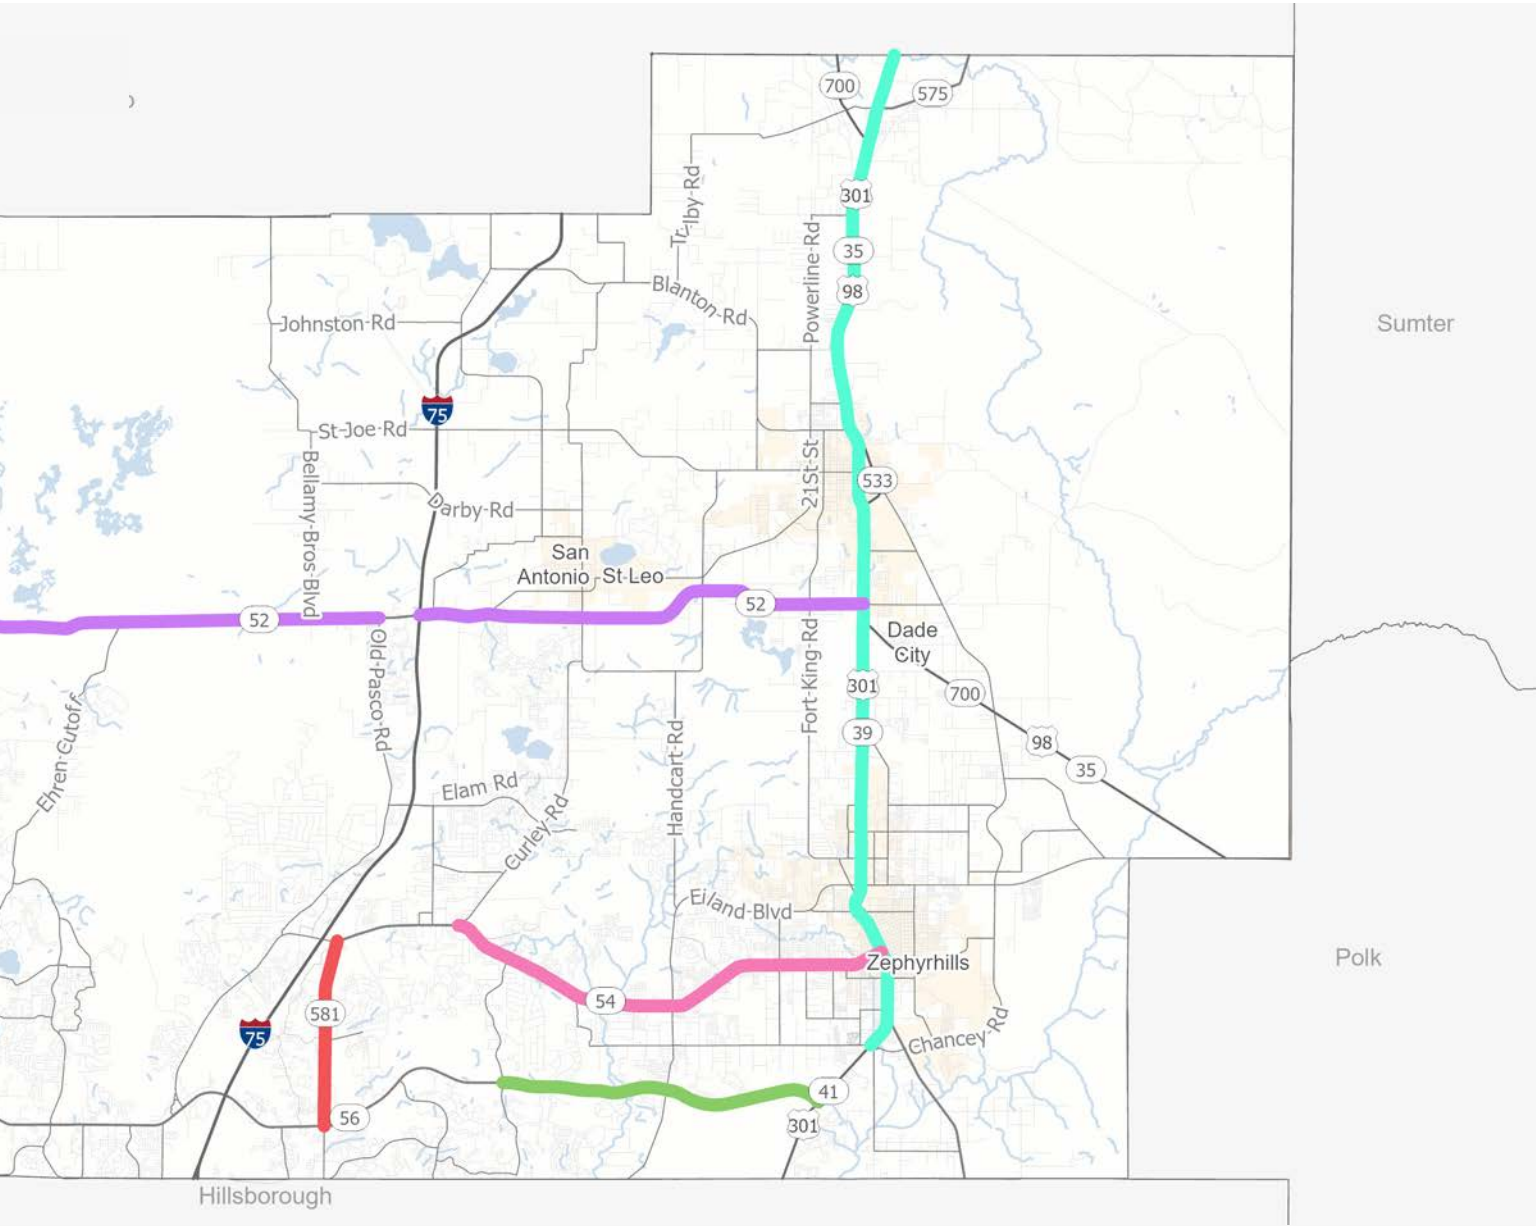 700
575
Trilby Rd
301
35
Powerline Rd
98
Blanton Rd
Johnston Rd
Sumter
75
St Joe Rd
Bellamy Bros Blvd
21St St
533
Darby Rd
San
Antonio
St Leo
52
52
Old Pasco Rd
Fort King Rd
Dade
City
301
700
39
98
35
Ehren Cutoff
Handcart Rd
Elam Rd
Curley Rd
Eiland Blvd
Zephyrhills
Polk
54
581
75
Chancey Rd
41
56
301
Hillsborough